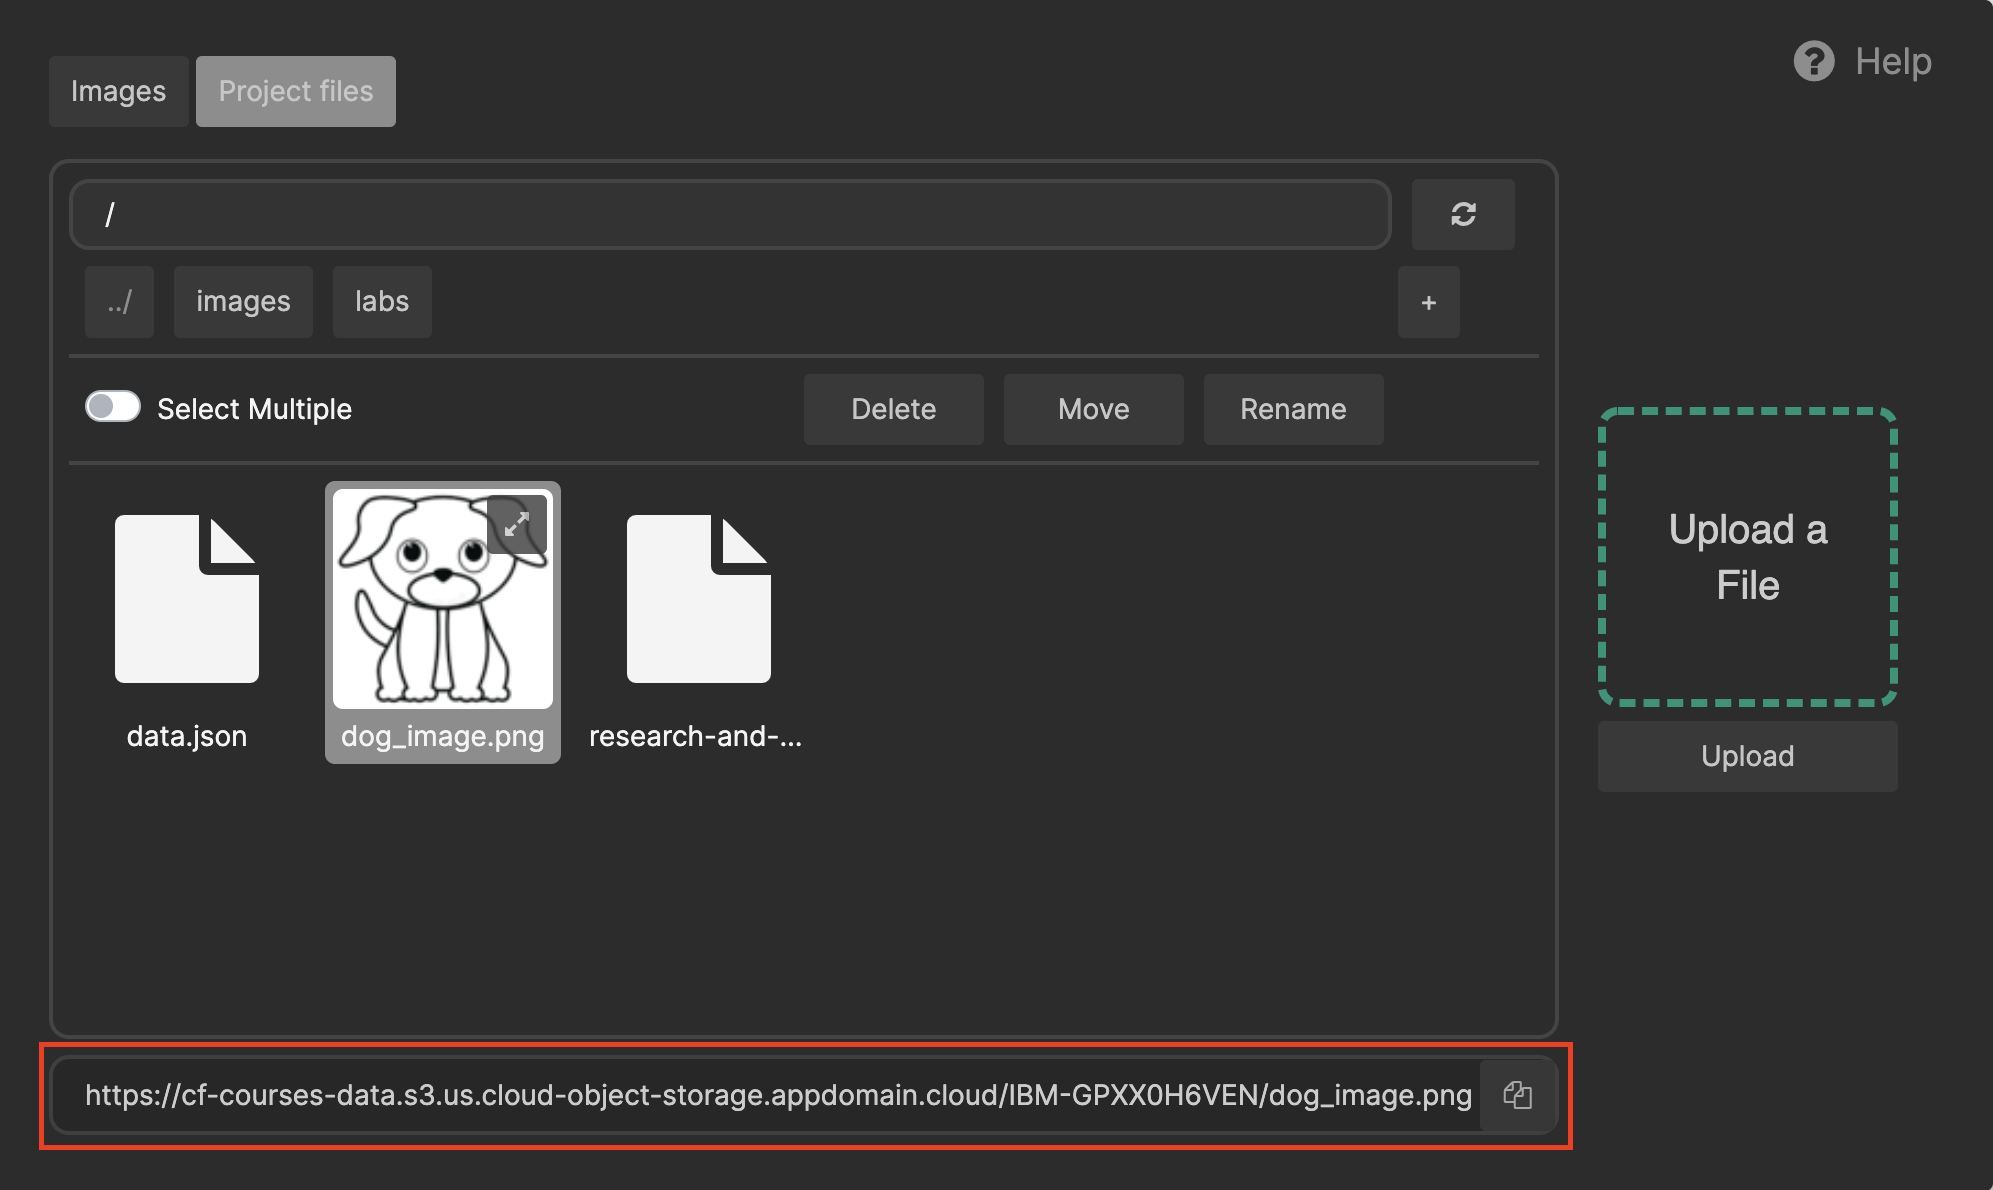 Images
Project files
Help
/
../
images
labs
+
Select Multiple
Delete
Move
Rename
data.json
dog_image.png
research-and-...
Upload a
File
Upload
https://cf-courses-data.s3.us.cloud-object-storage.appdomain.cloud/IBM-GPXX0H6VEN/dog_image.png